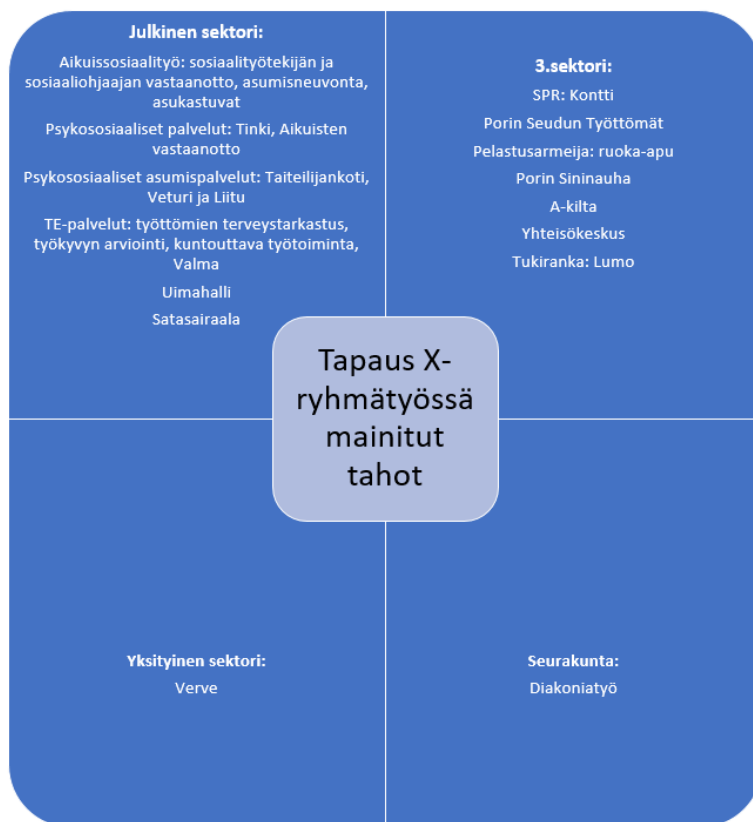 Julkinen sektori:
Aikuissosiaalityö: sosiaalityötekijän ja
sosiaaliohjaajan vastaanotto, asumisneuvonta,
asukastuvat
Psykososiaaliset palvelut: Tinki, Aikuisten
vastaanotto
Psykososiaaliset asumispalvelut: Taiteilijankoti,
Veturi ja Liitu
TE-palvelut: työttömien terveystarkastus,
työkyvyn arviointi, kuntouttava työtoiminta,
Valma
Uimahalli
Satasairaala
3.sektori:
SPR: Kontti
Porin Seudun Työttömät
Pelastusarmeija: ruoka-apu
Porin Sininauha
A-kilta
Yhteisökeskus
Tukiranka: Lumo
Tapaus X-
ryhmätyössä
mainitut
tahot
Yksityinen sektori:
Verve
Seurakunta:
Diakoniatyö